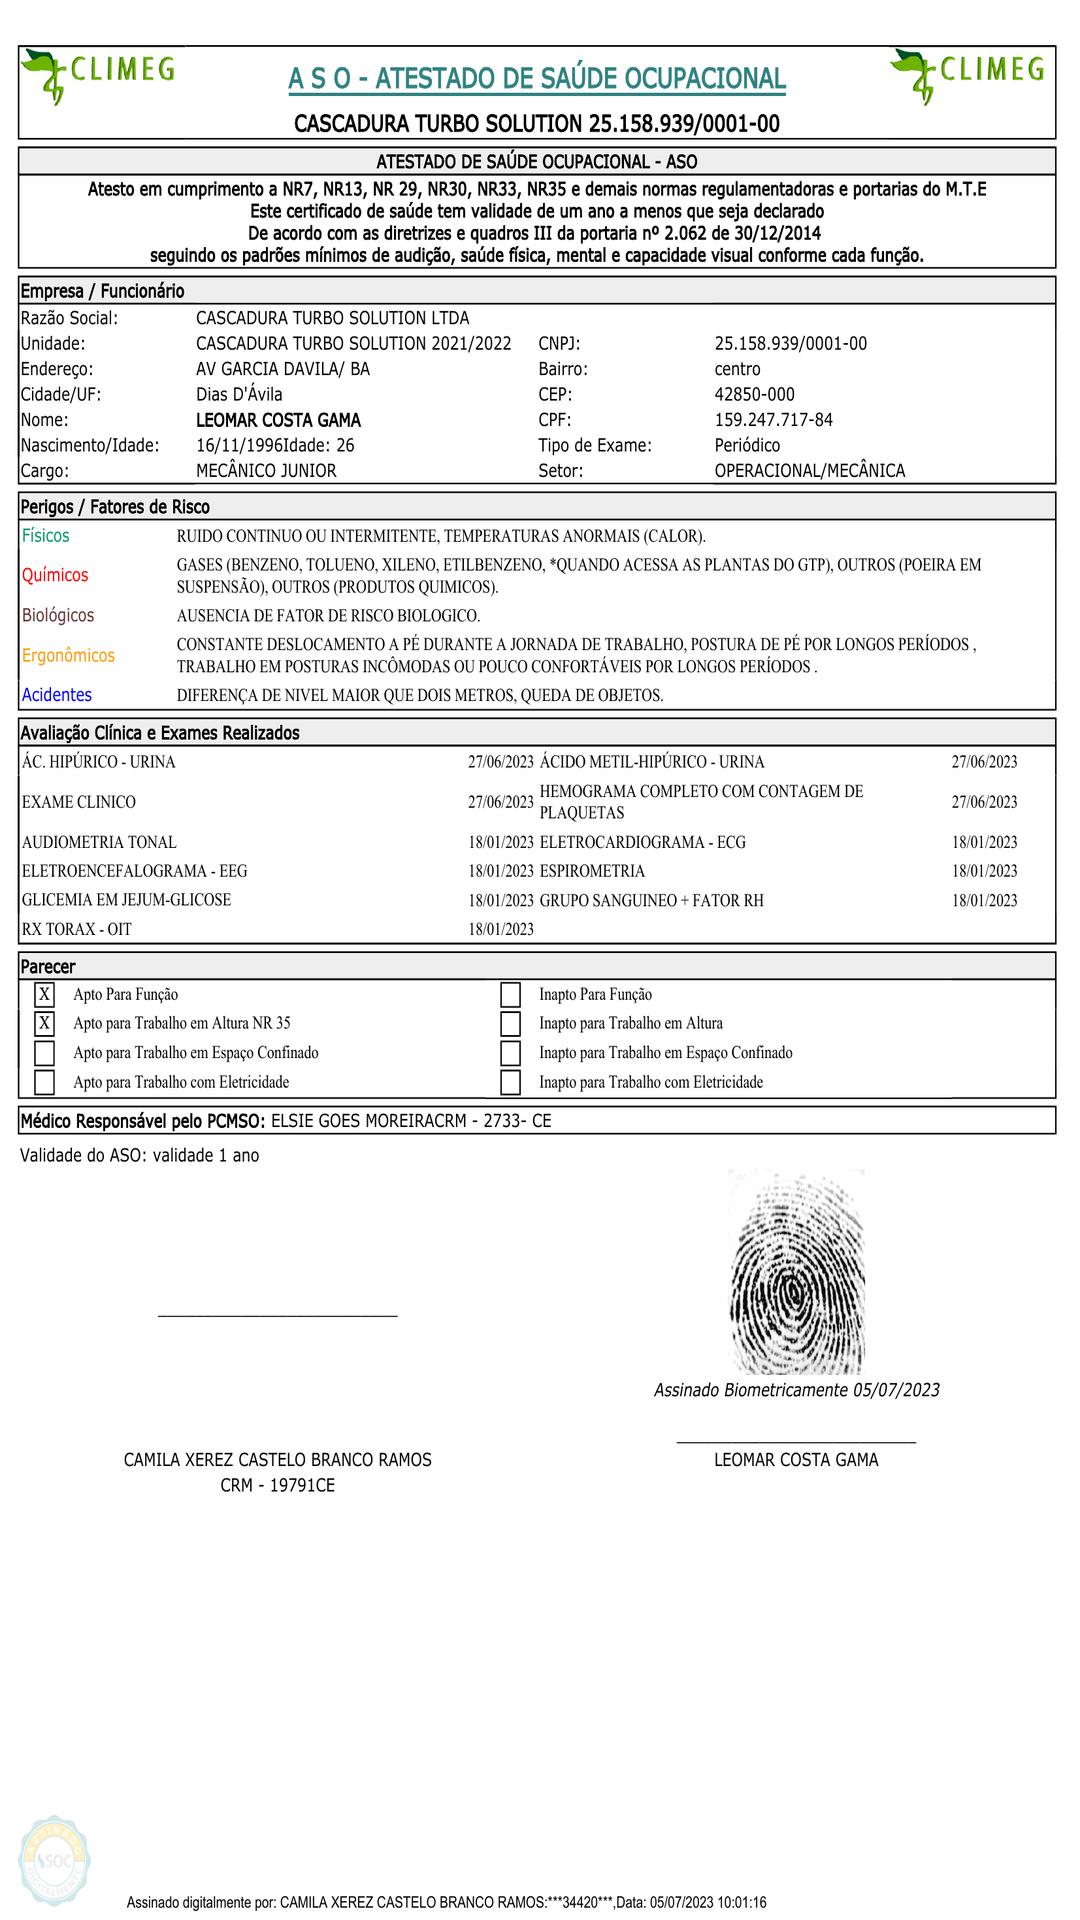 CLIMEG
A S O - ATESTADO DE SAÚDE OCUPACIONAL
CLIMEG
CASCADURA TURBO SOLUTION 25.158.939/0001-00
ATESTADO DE SAÚDE OCUPACIONAL - ASO
Atesto em cumprimento a NR7, NR13, NR 29, NR30, NR33, NR35 e demais normas regulamentadoras e portarias do M.T.E
Este certificado de saúde tem validade de um ano a menos que seja declarado
De acordo com as diretrizes e quadros III da portaria nº 2.062 de 30/12/2014
seguindo os padrões mínimos de audição, saúde física, mental e capacidade visual conforme cada função.
Empresa / Funcionário
Razão Social: CASCADURA TURBO SOLUTION LTDA
Unidade: CASCADURA TURBO SOLUTION 2021/2022 CNPJ: 25.158.939/0001-00
Endereço: AV GARCIA DAVILA/ BA Bairro: centro
Cidade/UF: Dias D'Ávila CEP: 42850-000
Nome: LEOMAR COSTA GAMA CPF: 159.247.717-84
Nascimento/Idade: 16/11/1996Idade: 26 Tipo de Exame: Periódico
Cargo: MECÂNICO JUNIOR Setor: OPERACIONAL/MECÂNICA
Perigos / Fatores de Risco
Físicos RUIDO CONTINUO OU INTERMITENTE, TEMPERATURAS ANORMAIS (CALOR).
Químicos GASES (BENZENO, TOLUENO, XILENO, ETILBENZENO, *QUANDO ACESSA AS PLANTAS DO GTP), OUTROS (POEIRA EM
SUSPENSÃO), OUTROS (PRODUTOS QUIMICOS).
Biológicos AUSENCIA DE FATOR DE RISCO BIOLOGICO.
Ergonômicos CONSTANTE DESLOCAMENTO A PÉ DURANTE A JORNADA DE TRABALHO, POSTURA DE PÉ POR LONGOS PERÍODOS ,
TRABALHO EM POSTURAS INCÔMODAS OU POUCO CONFORTÁVEIS POR LONGOS PERÍODOS .
Acidentes DIFERENÇA DE NIVEL MAIOR QUE DOIS METROS, QUEDA DE OBJETOS.
Avaliação Clínica e Exames Realizados
ÁC. HIPÚRICO - URINA 27/06/2023 ÁCIDO METIL-HIPÚRICO - URINA 27/06/2023
EXAME CLINICO 27/06/2023 HEMOGRAMA COMPLETO COM CONTAGEM DE
PLAQUETAS 27/06/2023
AUDIOMETRIA TONAL 18/01/2023 ELETROCARDIOGRAMA - ECG 18/01/2023
ELETROENCEFALOGRAMA - EEG 18/01/2023 ESPIROMETRIA 18/01/2023
GLICEMIA EM JEJUM-GLICOSE 18/01/2023 GRUPO SANGUINEO + FATOR RH 18/01/2023
RX TORAX - OIT 18/01/2023
Parecer
X Apto Para Função Inapto Para Função
X Apto para Trabalho em Altura NR 35 Inapto para Trabalho em Altura
Apto para Trabalho em Espaço Confinado Inapto para Trabalho em Espaço Confinado
Apto para Trabalho com Eletricidade Inapto para Trabalho com Eletricidade
Médico Responsável pelo PCMSO: ELSIE GOES MOREIRACRM - 2733- CE
Validade do ASO: validade 1 ano
Assinado Biometricamente 05/07/2023
CAMILA XEREZ CASTELO BRANCO RAMOS LEOMAR COSTA GAMA
CRM - 19791CE
ASSINADO
SOC
DIGITALMENTE
Assinado digitalmente por: CAMILA XEREZ CASTELO BRANCO RAMOS:***34420***,Data: 05/07/2023 10:01:16